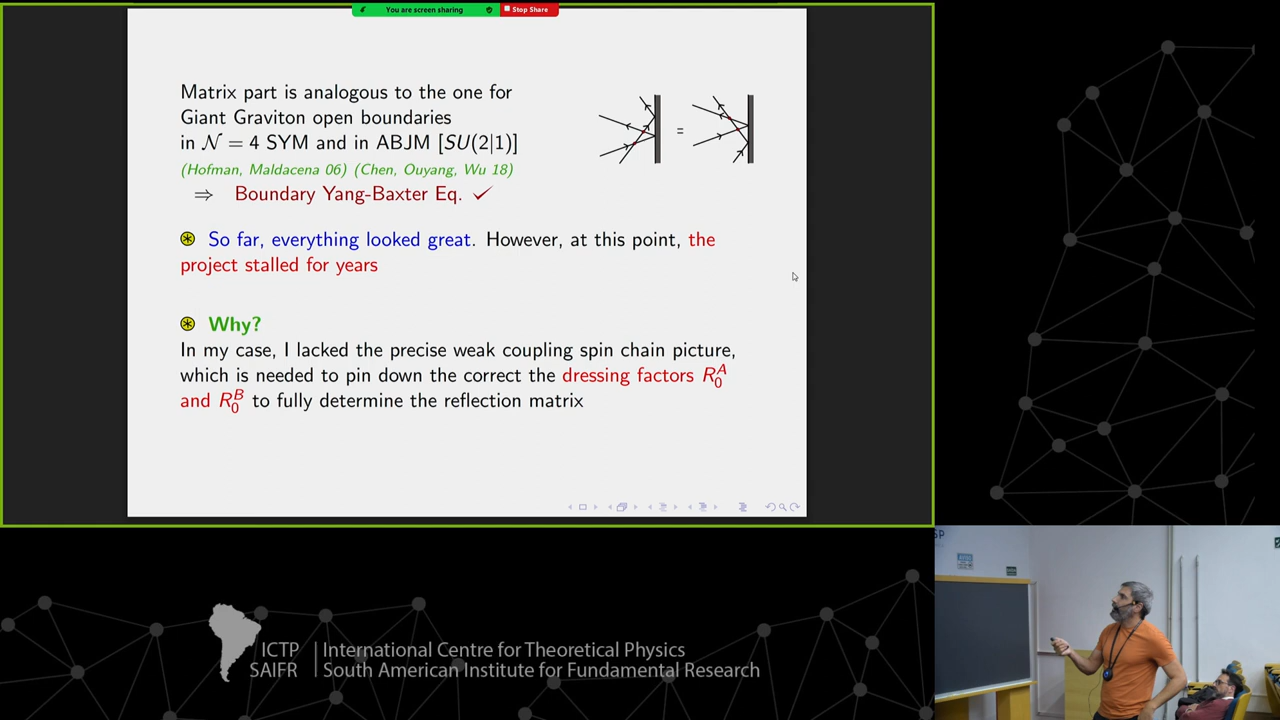 You are screen sharing
Stop Share
Matrix part is analogous to the one for
Giant Graviton open boundaries
in 𝒩 = 4 SYM and in ABJM [SU(2|1)]
(Hofman, Maldacena 06) (Chen, Ouyang, Wu 18)
⇒ Boundary Yang-Baxter Eq. ✓
=
So far, everything looked great. However, at this point, the
project stalled for years
Why?
In my case, I lacked the precise weak coupling spin chain picture,
which is needed to pin down the correct the dressing factors R₀ᴬ
and R₀ᴮ to fully determine the reflection matrix
ICTP
SAIFR
International Centre for Theoretical Physics
South American Institute for Fundamental Research